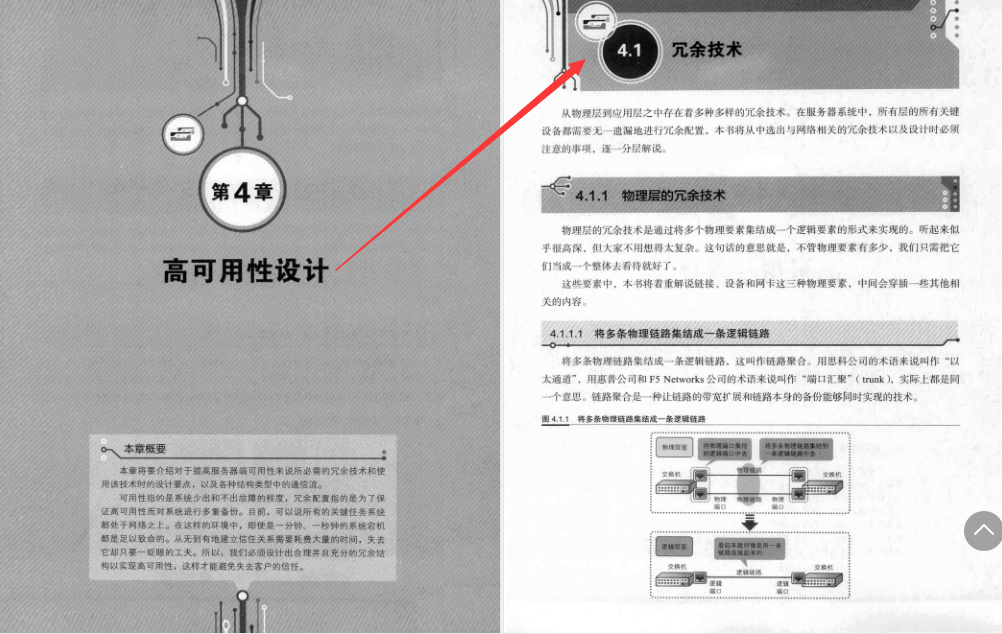 第4章
高可用性设计
本章概要
本章将要介绍对于提高服务器端可用性来说所必需的冗余技术和使
用该技术时的设计要点，以及各种结构类型中的通信流。
可用性指的是系统少出和不出故障的程度，冗余配置指的是为了保
证高可用性而对系统进行多重备份。目前，可以说所有的关键任务系统
都处于网络之上。在这样的环境中，即使是一分钟、一秒钟的系统宕机
都是足以致命的。从无到有地建立信任关系需要耗费大量的时间，失去
它却只要一眨眼的工夫。所以，我们必须设计出合理并且充分的冗余结
构以实现高可用性，这样才能避免失去客户的信任。
4.1 冗余技术
从物理层到应用层之中存在着多种多样的冗余技术。在服务器系统中，所有层的所有关键
设备都需要无一遗漏地进行冗余配置，本书将从中选出与网络相关的冗余技术以及设计时必须
注意的事项，逐一分层解说。
4.1.1 物理层的冗余技术
物理层的冗余技术是通过将多个物理要素集结成一个逻辑要素的形式来实现的。听起来似
乎很高深，但大家不用想得太复杂。这句话的意思就是，不管物理要素有多少，我们只需把它
们当成一个整体去看待就好了。
这些要素中，本书将着重解说链接、设备和网卡这三种物理要素，中间会穿插一些其他相
关的内容。
4.1.1.1 将多条物理链路集结成一条逻辑链路
将多条物理链路集结成一条逻辑链路，这叫作链路聚合。用思科公司的术语来说叫作“以
太通道”，用惠普公司和 F5 Networks 公司的术语来说叫作“端口汇聚”（trunk），实际上都是同
一个意思。链路聚合是一种让链路的带宽扩展和链路本身的备份能够同时实现的技术。
图 4.1.1 将多条物理链路集结成一条逻辑链路
物理层面
将物理端口集结
到逻辑端口中去
将多条物理链路集结到
一条逻辑链路中去
交换机
物理链路
交换机
物理
端口
物理链路
物理
端口
逻辑层面
看起来就好像是用一条
链路连接起来的
交换机
逻辑链路
交换机
逻辑
端口
逻辑
端口